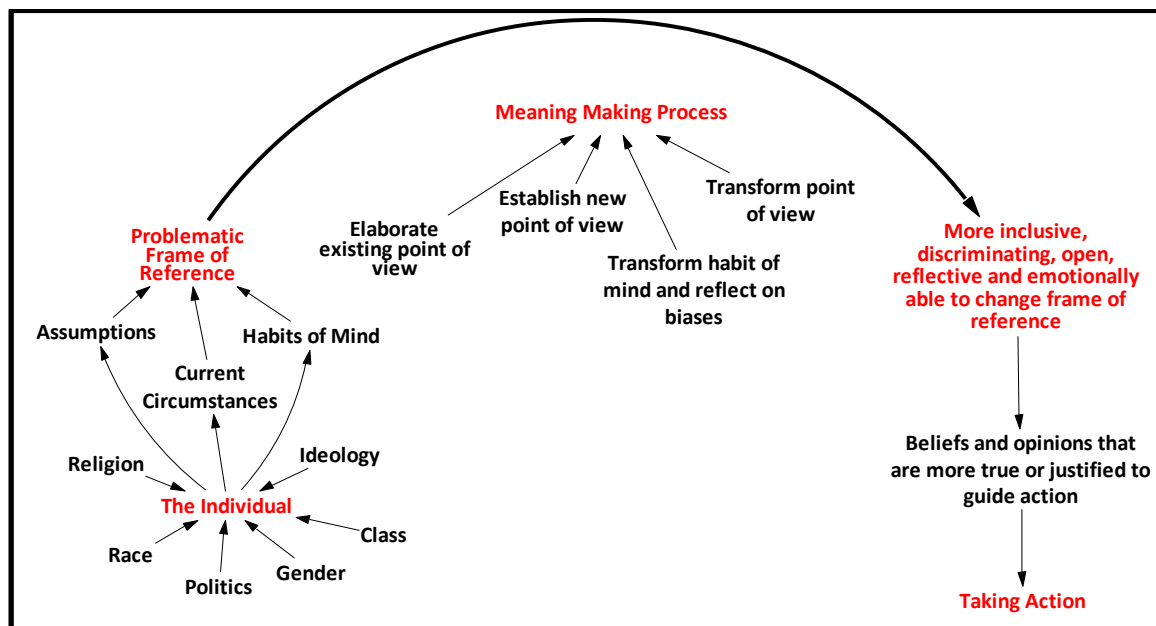 Meaning Making Process
Elaborate
existing point of
view
Establish new
point of view
Transform habit of
mind and reflect on
biases
Transform point
of view
Problematic
Frame of
Reference
Assumptions
Current
Circumstances
Habits of Mind
Religion
Ideology
The Individual
Race
Politics
Gender
Class
More inclusive,
discriminating, open,
reflective and emotionally
able to change frame of
reference
Beliefs and opinions that
are more true or justified to
guide action
Taking Action